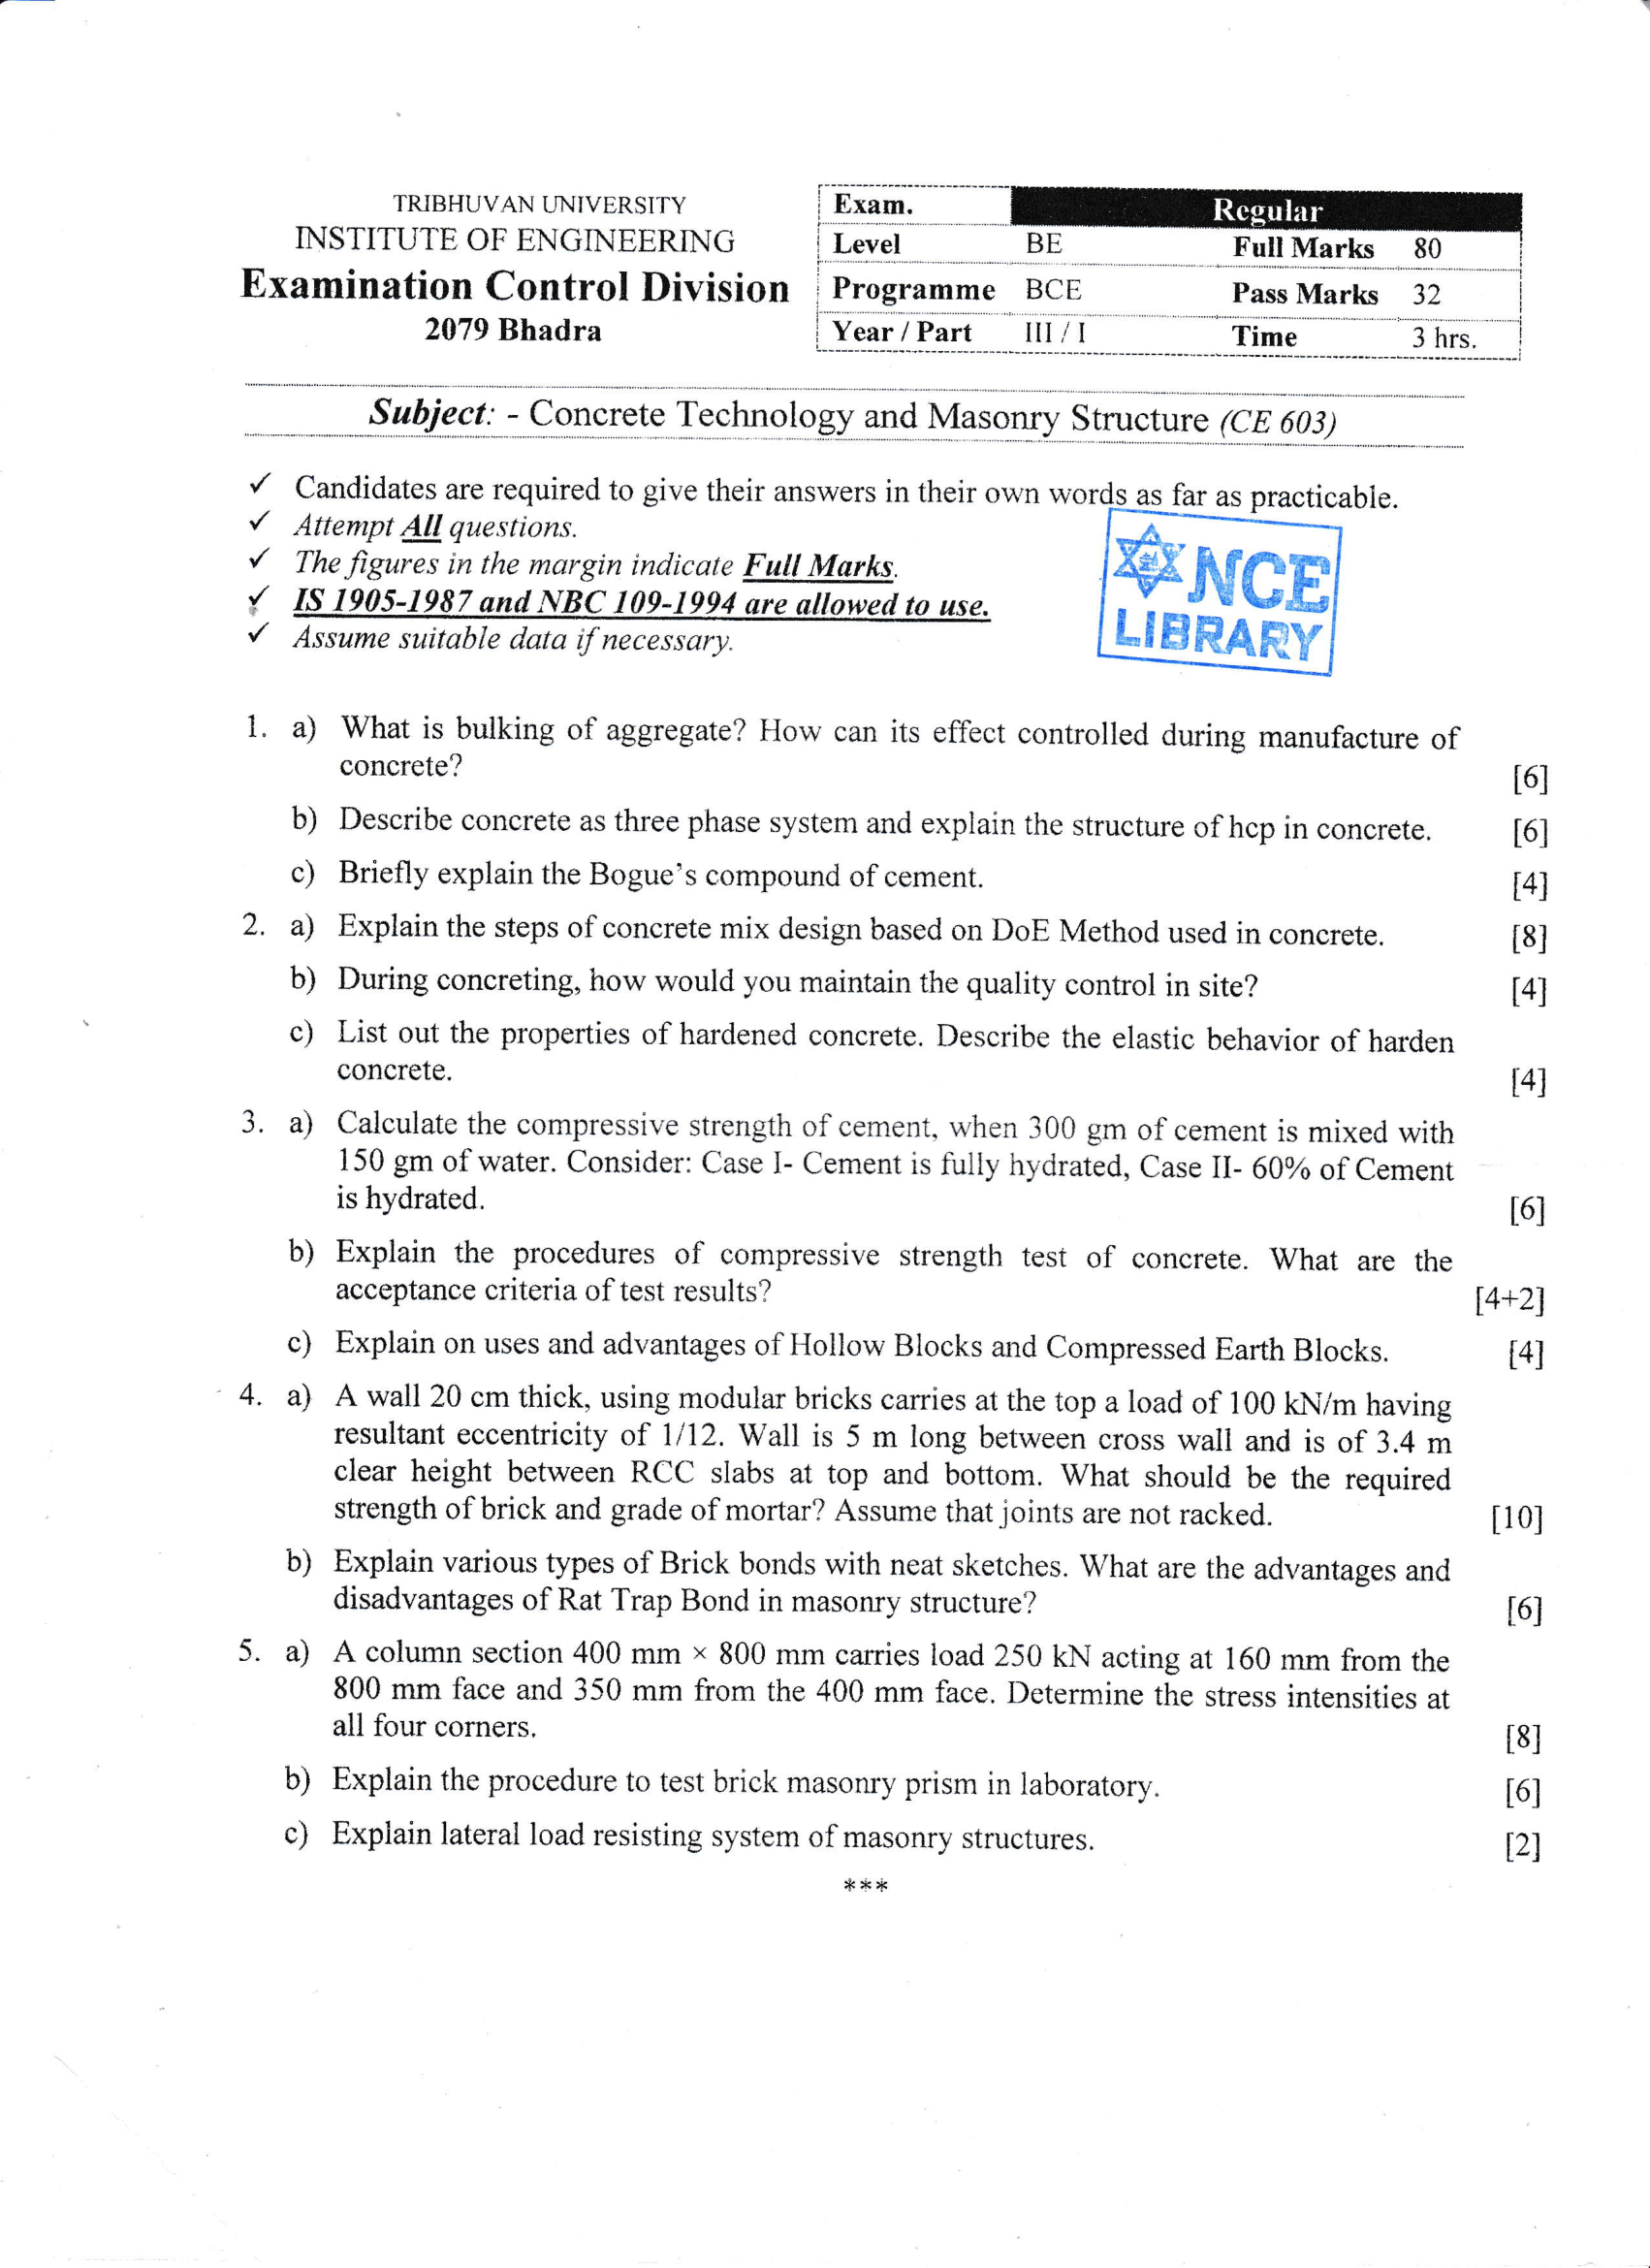 TRIBHUVAN UNIVERSITY
INSTITUTE OF ENGINEERING
Examination Control Division
2079 Bhadra
Exam. Regular
Level BE Full Marks 80
Programme BCE Pass Marks 32
Year / Part III / I Time 3 hrs.
Subject: - Concrete Technology and Masonry Structure (CE 603)
✓ Candidates are required to give their answers in their own words as far as practicable.
✓ Attempt All questions.
✓ The figures in the margin indicate Full Marks.
✓ IS 1905-1987 and NBC 109-1994 are allowed to use.
✓ Assume suitable data if necessary.
NCE
LIBRARY
1. a) What is bulking of aggregate? How can its effect controlled during manufacture of
concrete? [6]
b) Describe concrete as three phase system and explain the structure of hcp in concrete. [6]
c) Briefly explain the Bogue's compound of cement. [4]
2. a) Explain the steps of concrete mix design based on DoE Method used in concrete. [8]
b) During concreting, how would you maintain the quality control in site? [4]
c) List out the properties of hardened concrete. Describe the elastic behavior of harden
concrete. [4]
3. a) Calculate the compressive strength of cement, when 300 gm of cement is mixed with
150 gm of water. Consider: Case I- Cement is fully hydrated, Case II- 60% of Cement
is hydrated. [6]
b) Explain the procedures of compressive strength test of concrete. What are the
acceptance criteria of test results? [4+2]
c) Explain on uses and advantages of Hollow Blocks and Compressed Earth Blocks. [4]
4. a) A wall 20 cm thick, using modular bricks carries at the top a load of 100 kN/m having
resultant eccentricity of 1/12. Wall is 5 m long between cross wall and is of 3.4 m
clear height between RCC slabs at top and bottom. What should be the required
strength of brick and grade of mortar? Assume that joints are not racked. [10]
b) Explain various types of Brick bonds with neat sketches. What are the advantages and
disadvantages of Rat Trap Bond in masonry structure? [6]
5. a) A column section 400 mm × 800 mm carries load 250 kN acting at 160 mm from the
800 mm face and 350 mm from the 400 mm face. Determine the stress intensities at
all four corners. [8]
b) Explain the procedure to test brick masonry prism in laboratory. [6]
c) Explain lateral load resisting system of masonry structures. [2]
***